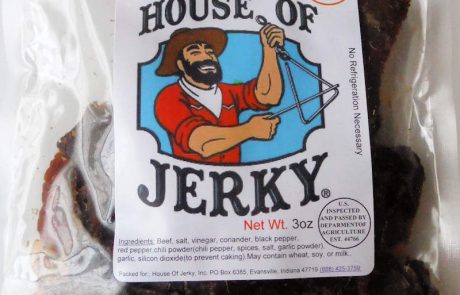 HOUSE OF
JERKY®
No Refrigeration Necessary
Net Wt. 3oz
U.S.
INSPECTED
AND PASSED BY
DEPARMENTOF
AGRICULTURE
EST. 44766
Ingredients: Beef, salt, vinegar, coriander, black pepper,
red pepper,chili powder(chili pepper, spices, salt, garlic powder),
garlic, silicon dioxide(to prevent caking).May contain wheat, soy, or milk.
Packed for:; House Of Jerky, Inc. PO BOX 6385, Evansville, Indiana 47719